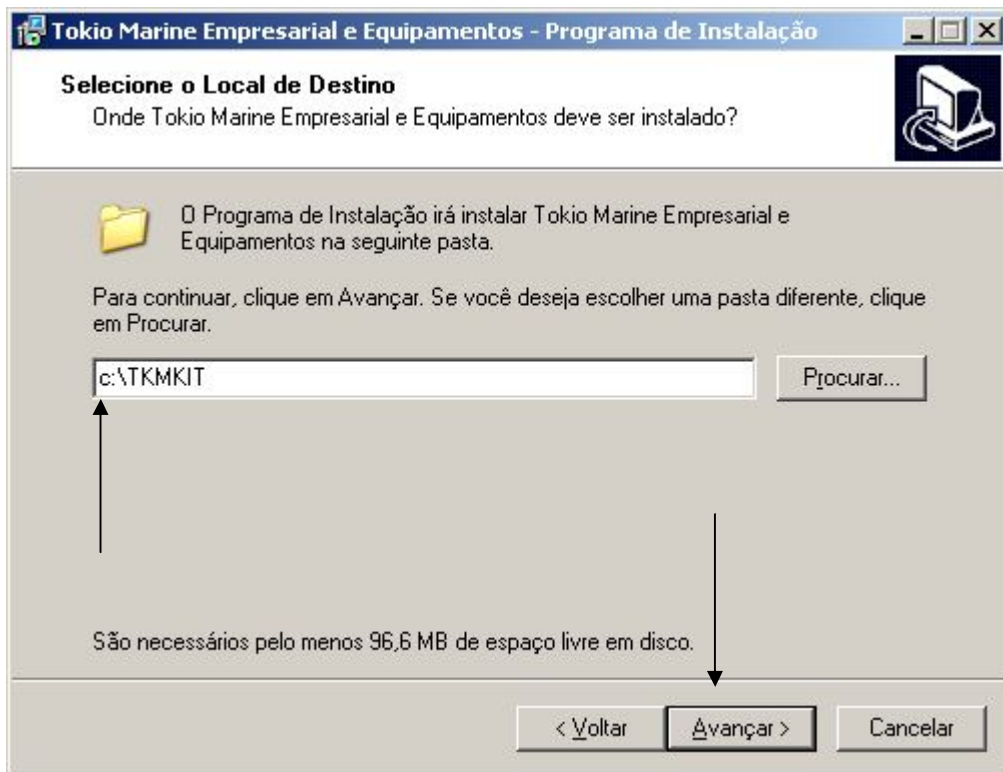 Tokio Marine Empresarial e Equipamentos - Programa de Instalação
Selecione o Local de Destino
Onde Tokio Marine Empresarial e Equipamentos deve ser instalado?
O Programa de Instalação irá instalar Tokio Marine Empresarial e
Equipamentos na seguinte pasta.
Para continuar, clique em Avançar. Se você deseja escolher uma pasta diferente, clique
em Procurar.
c:\TKMKIT
Procurar...
São necessários pelo menos 96,6 MB de espaço livre em disco.
< Voltar
Avançar >
Cancelar